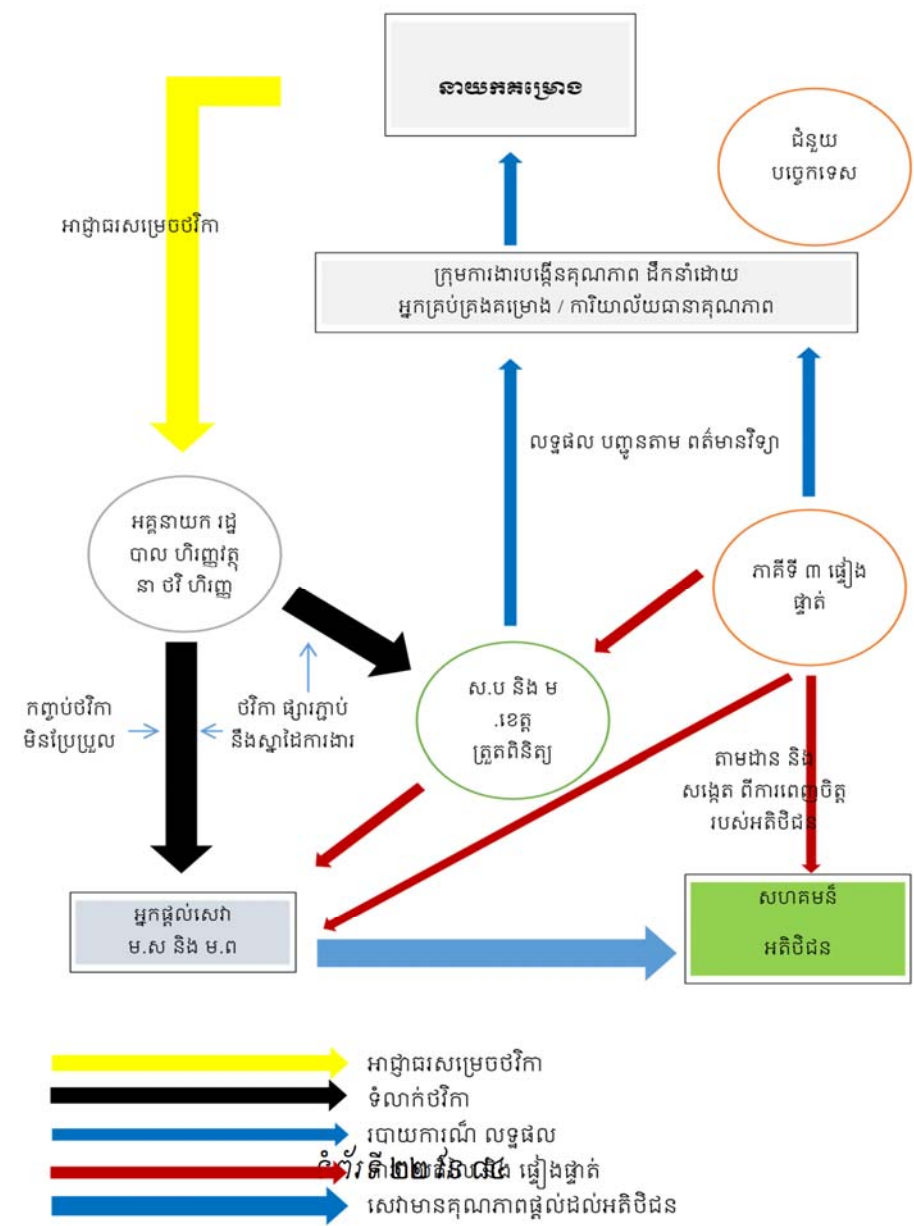 នាយកគម្រោង
ជំនួយ
បច្ចេកទេស
អាជ្ញាធរសម្រេចថវិកា
ក្រុមការងារបង្កើនគុណភាព ដឹកនាំដោយ
អ្នកគ្រប់គ្រងគម្រោង / ការិយាល័យធានាគុណភាព
លទ្ឋផល បញ្ជូនតាម ពត៌មានវិទ្យា
អគ្គនាយក រដ្ឋ
បាល ហិរញ្ញវត្ថុ
នា ថវិ ហិរញ្ញ
ភាគីទី ៣ ផ្ទៀង
ផ្ទាត់
ស.ប និង ម
.ខេត្ត
ត្រួតពិនិត្យ
កញ្ចប់ថវិកា
មិនប្រែប្រួល
ថវិកា ផ្សារភ្ជាប់
នឹងស្នាដៃការងារ
តាមដាន និង
សង្កេត ពីការពេញចិត្ត
របស់អតិថិជន
អ្នកផ្តល់សេវា
ម.ស និង ម.ព
សហគមន៏
អតិថិជន
អាជ្ញាធរសម្រេចថវិកា
ទំលាក់ថវិកា
របាយការណ៏ លទ្ឋផល
និង ផ្ទៀងផ្ទាត់
ទំព័រទី ២២ នៃ ៨៤
សេវាមានគុណភាពផ្តល់ដល់អតិថិជន